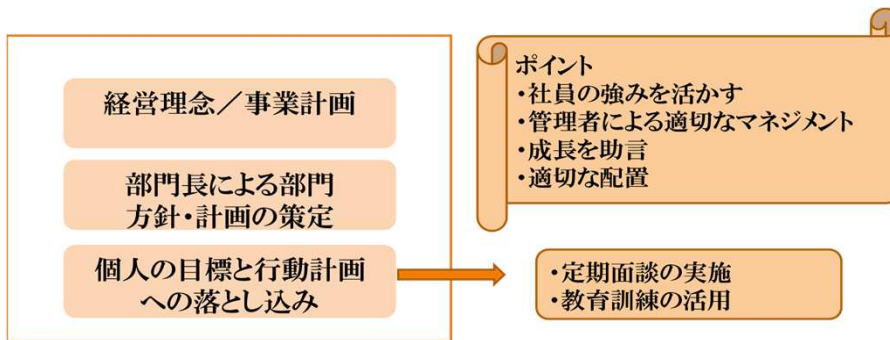 経営理念／事業計画
部門長による部門
方針・計画の策定
個人の目標と行動計画
への落とし込み
ポイント
・社員の強みを活かす
・管理者による適切なマネジメント
・成長を助言
・適切な配置
・定期面談の実施
・教育訓練の活用